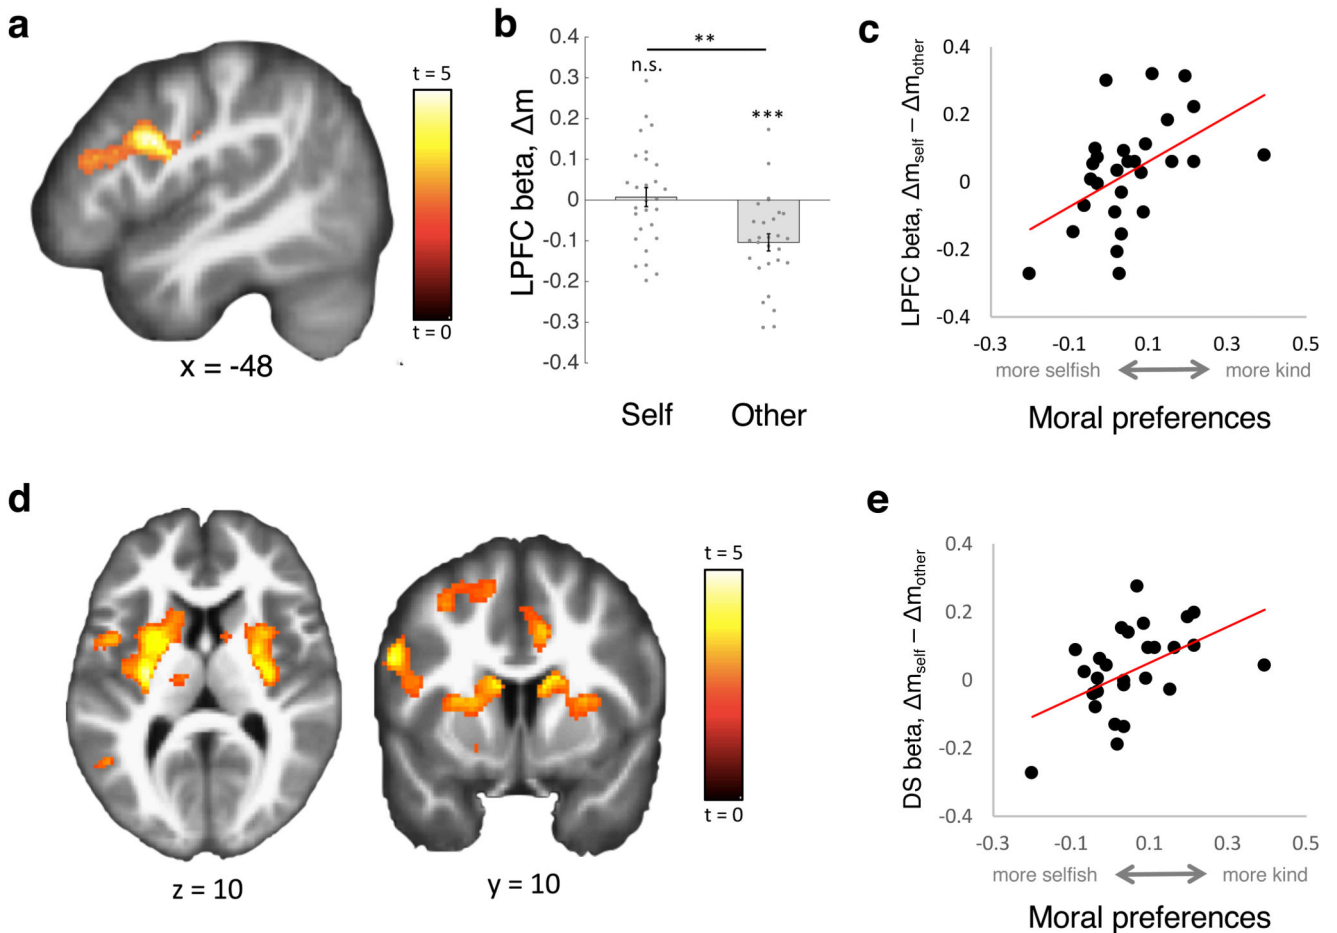 a
t = 5
t = 0
x = -48
b
0.4
0.3
0.2
0.1
0
-0.1
-0.2
-0.3
-0.4
LPFC beta, Δm
**
n.s.
***
Self
Other
c
0.4
0.2
0
-0.2
-0.4
LPFC beta, Δmself – Δmother
-0.3
-0.1
0.1
0.3
0.5
more selfish
more kind
Moral preferences
d
z = 10
y = 10
t = 5
t = 0
e
0.4
0.2
0
-0.2
-0.4
DS beta, Δmself – Δmother
-0.3
-0.1
0.1
0.3
0.5
more selfish
more kind
Moral preferences